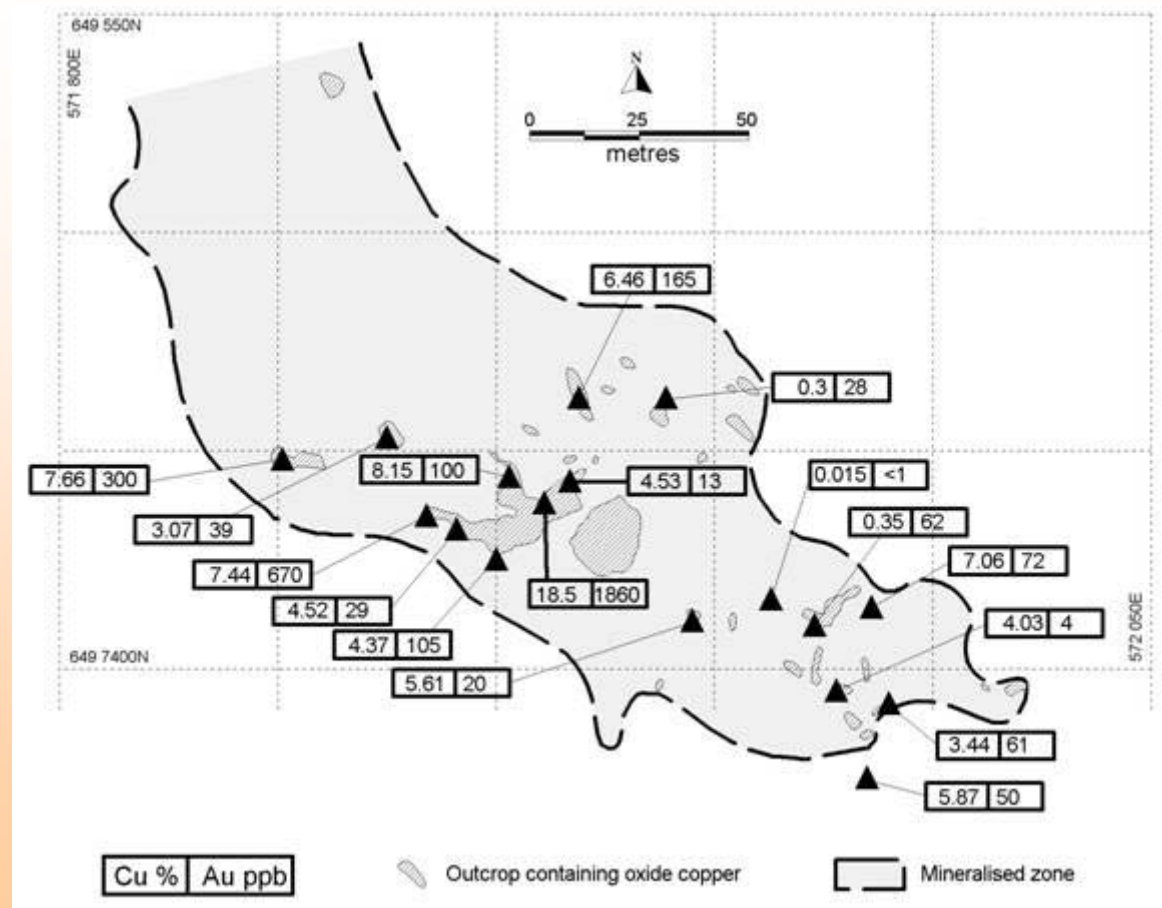 649 550N
571 800E
N
0 25 50
metres
6.46 165
0.3 28
7.66 300
8.15 100
4.53 13
0.015 <1
3.07 39
0.35 62
7.44 670
7.06 72
4.52 29
18.5 1860
4.03 4
4.37 105
572 050E
649 7400N
5.61 20
3.44 61
5.87 50
Cu % Au ppb
Outcrop containing oxide copper
Mineralised zone